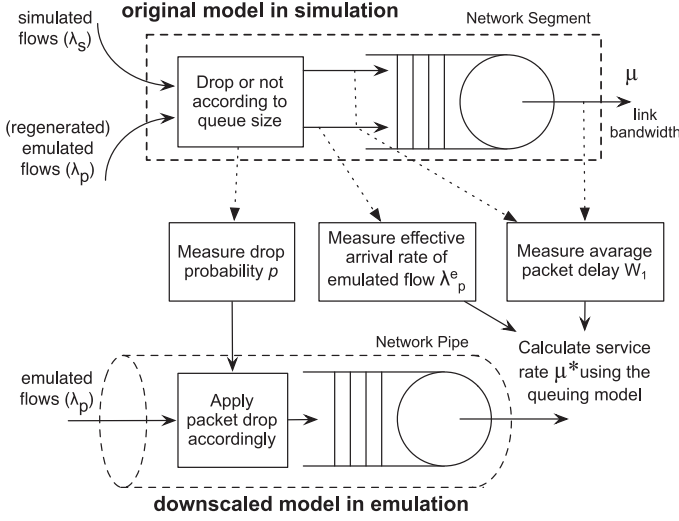 original model in simulation
simulated
flows (λs)
Network Segment
Drop or not
according to
queue size
μ
link
bandwidth
(regenerated)
emulated
flows (λp)
Measure drop
probability p
Measure effective
arrival rate of
emulated flow λᵉp
Measure avarage
packet delay W₁
Network Pipe
Calculate service
rate μ* using the
queuing model
emulated
flows (λp)
Apply
packet drop
accordingly
downscaled model in emulation